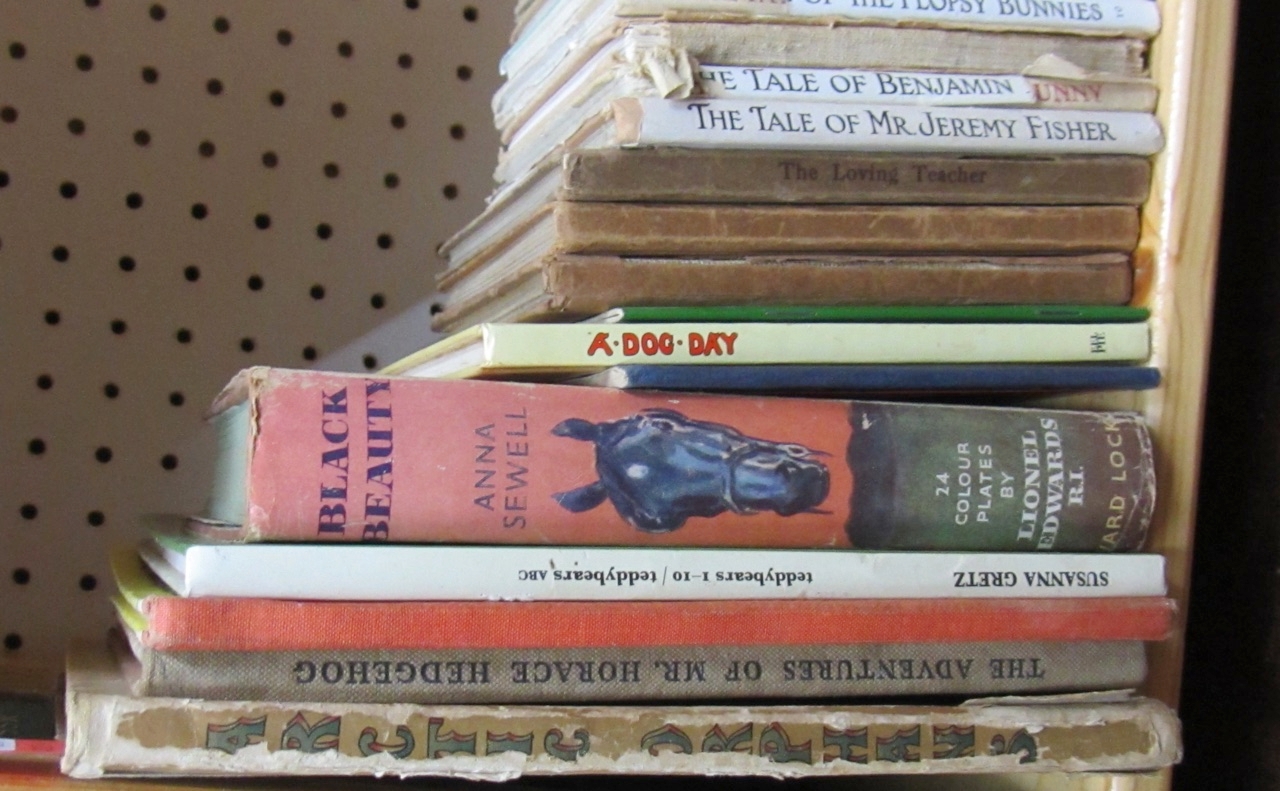 OF THE FLOPSY BUNNIES
THE TALE OF BENJAMIN BUNNY
THE TALE OF MR. JEREMY FISHER
The Loving Teacher
A·DOG·DAY
BLACK
BEAUTY
ANNA
SEWELL
24
COLOUR
PLATES
BY
LIONEL
EDWARDS
R.I.
WARD LOCK
SUSANNA GRETZ teddybears 1–10 / teddybears ABC
THE ADVENTURES OF MR. HORACE HEDGEHOG
ARCTIC ORPHANS